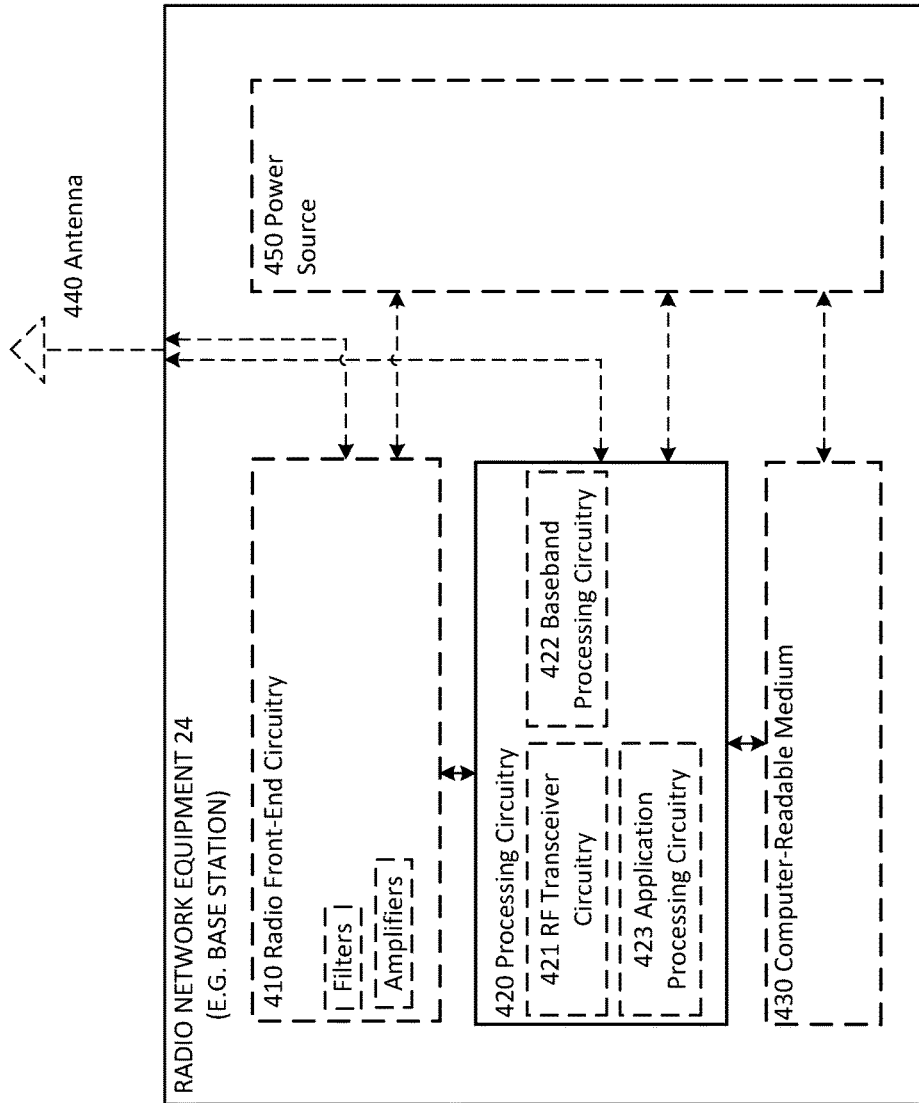 RADIO NETWORK EQUIPMENT 24
(E.G. BASE STATION)
440 Antenna
410 Radio Front-End Circuitry
Filters
Amplifiers
420 Processing Circuitry
421 RF Transceiver
Circuitry
422 Baseband
Processing Circuitry
423 Application
Processing Circuitry
430 Computer-Readable Medium
450 Power
Source